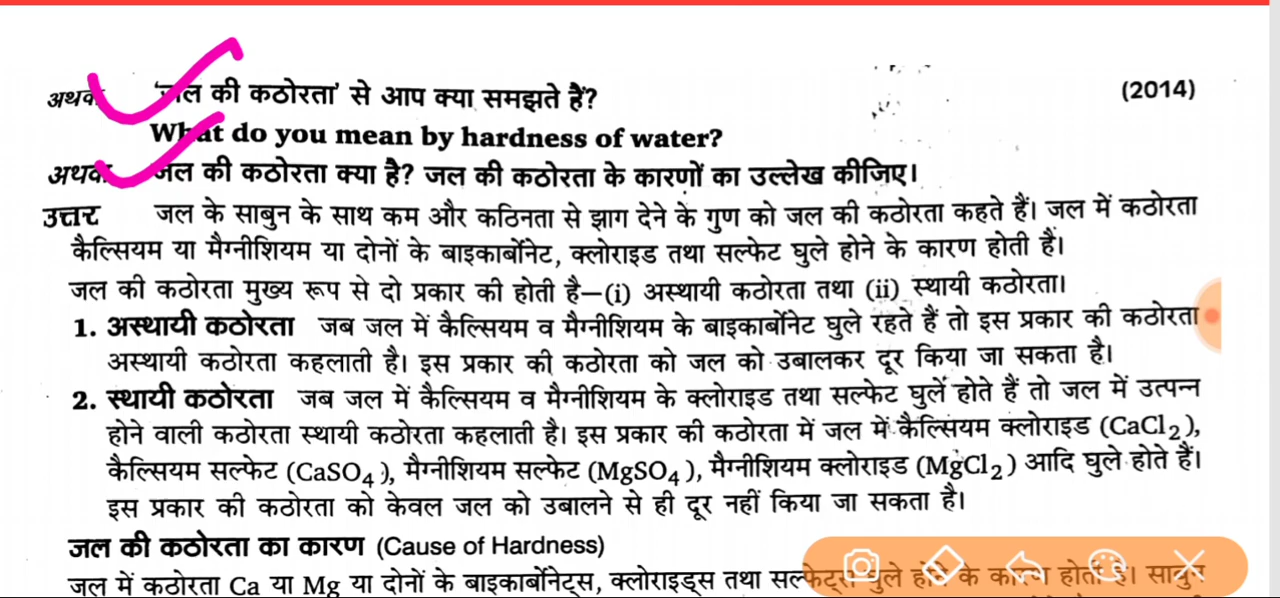 अथवा 'जल की कठोरता' से आप क्या समझते हैं? (2014)
What do you mean by hardness of water?
अथवा जल की कठोरता क्या है? जल की कठोरता के कारणों का उल्लेख कीजिए।
उत्तर जल के साबुन के साथ कम और कठिनता से झाग देने के गुण को जल की कठोरता कहते हैं। जल में कठोरता
कैल्सियम या मैग्नीशियम या दोनों के बाइकार्बोनेट, क्लोराइड तथा सल्फेट घुले होने के कारण होती है।
जल की कठोरता मुख्य रूप से दो प्रकार की होती है—(i) अस्थायी कठोरता तथा (ii) स्थायी कठोरता।
1. अस्थायी कठोरता जब जल में कैल्सियम व मैग्नीशियम के बाइकार्बोनेट घुले रहते हैं तो इस प्रकार की कठोरता
अस्थायी कठोरता कहलाती है। इस प्रकार की कठोरता को जल को उबालकर दूर किया जा सकता है।
2. स्थायी कठोरता जब जल में कैल्सियम व मैग्नीशियम के क्लोराइड तथा सल्फेट घुलें होते हैं तो जल में उत्पन्न
होने वाली कठोरता स्थायी कठोरता कहलाती है। इस प्रकार की कठोरता में जल में कैल्सियम क्लोराइड (CaCl₂),
कैल्सियम सल्फेट (CaSO₄), मैग्नीशियम सल्फेट (MgSO₄), मैग्नीशियम क्लोराइड (MgCl₂) आदि घुले होते हैं।
इस प्रकार की कठोरता को केवल जल को उबालने से ही दूर नहीं किया जा सकता है।
जल की कठोरता का कारण (Cause of Hardness)
जल में कठोरता Ca या Mg या दोनों के बाइकार्बोनेट्स, क्लोराइड्स तथा सल्फेट्स घुले होने के कारण होती है। साबुन